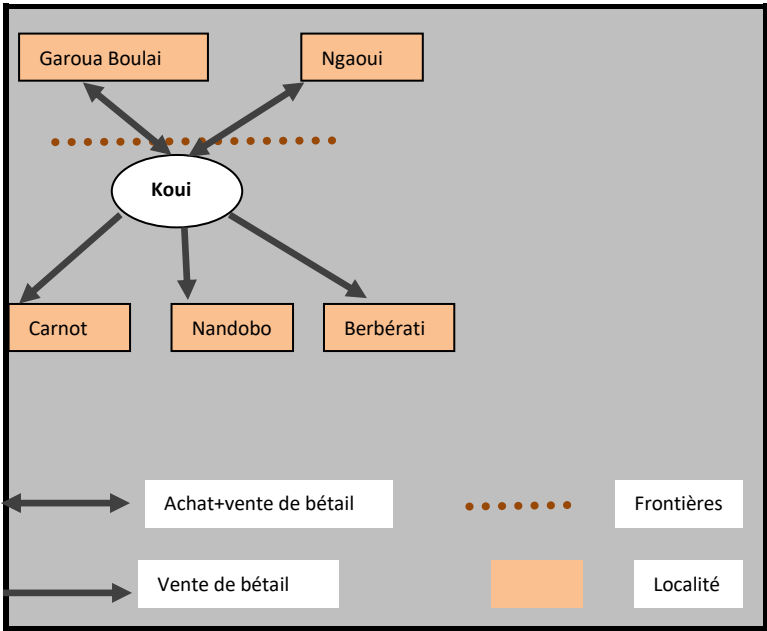 Garoua Boulai
Ngaoui
Koui
Carnot
Nandobo
Berbérati
Achat+vente de bétail
Frontières
Vente de bétail
Localité